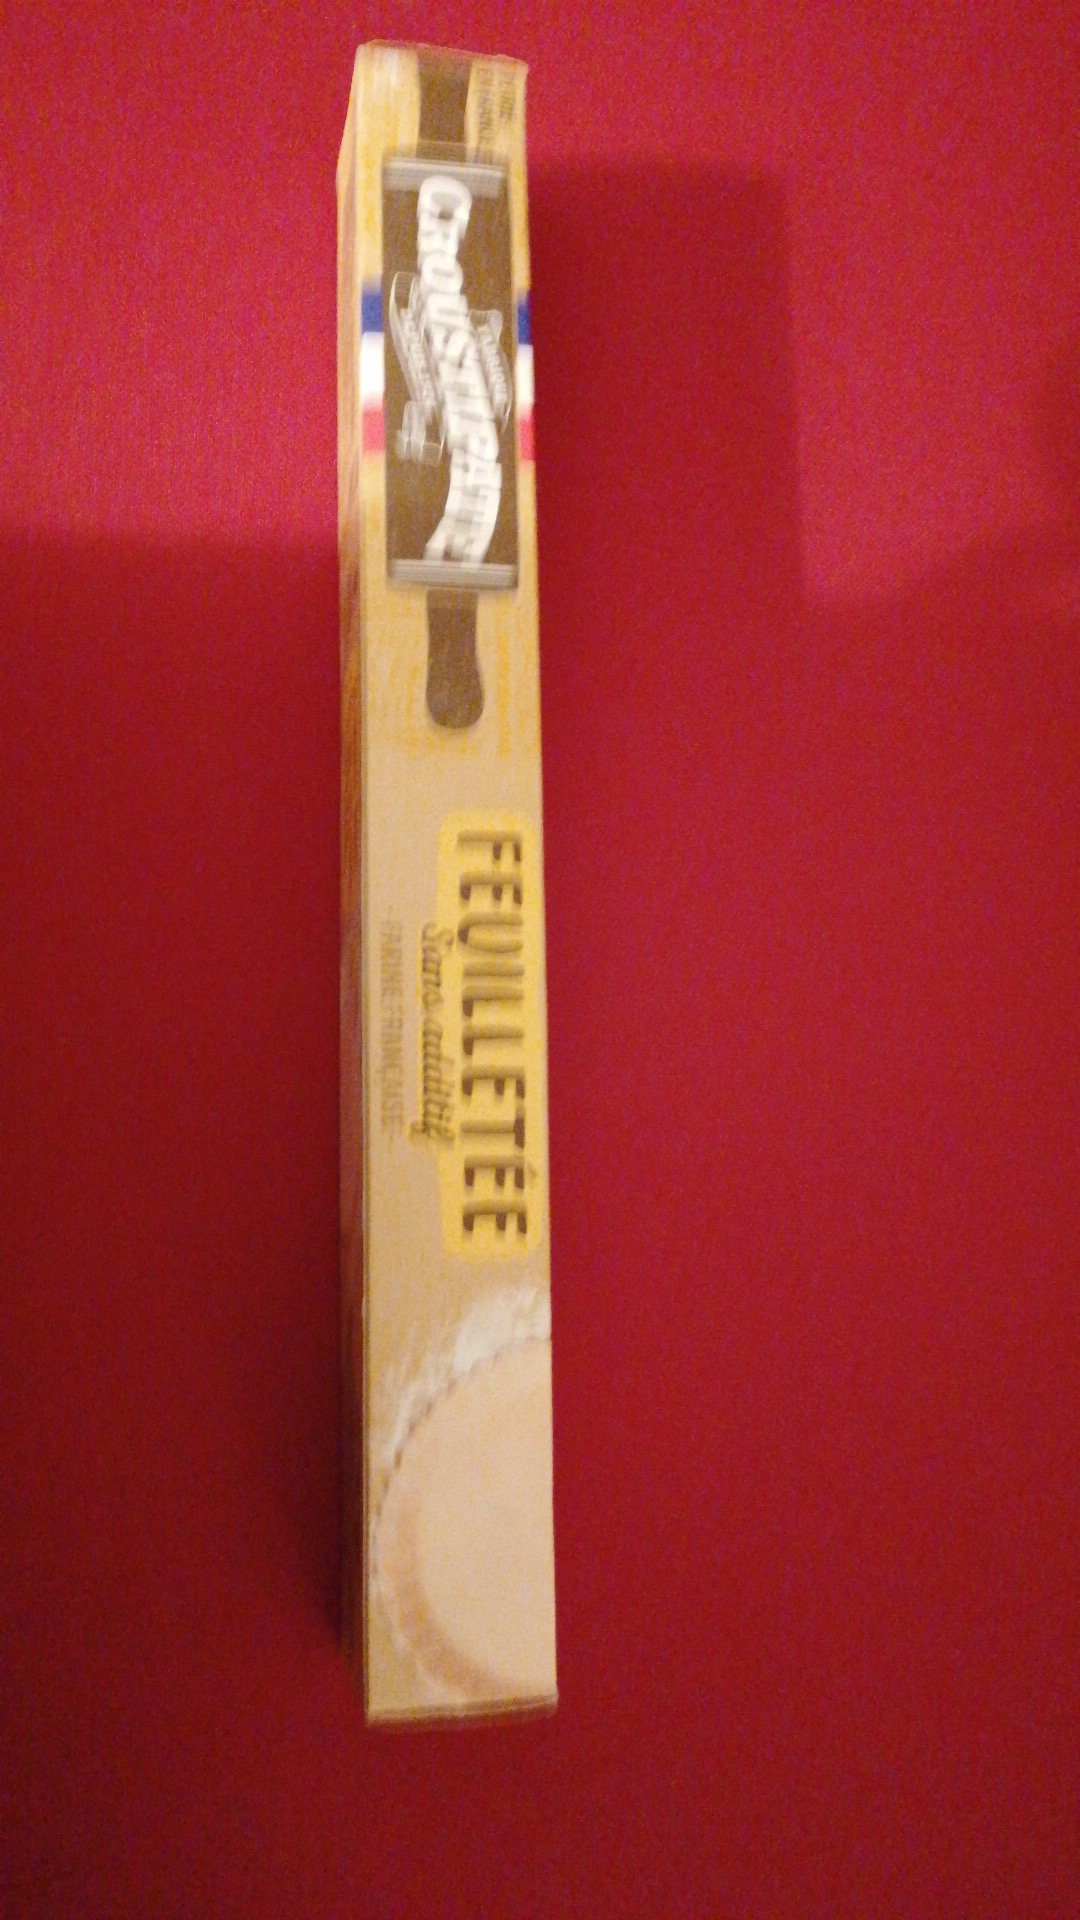 CROUSTIPATE
FEUILLETÉE
Sans additif
-FARINE FRANÇAISE-